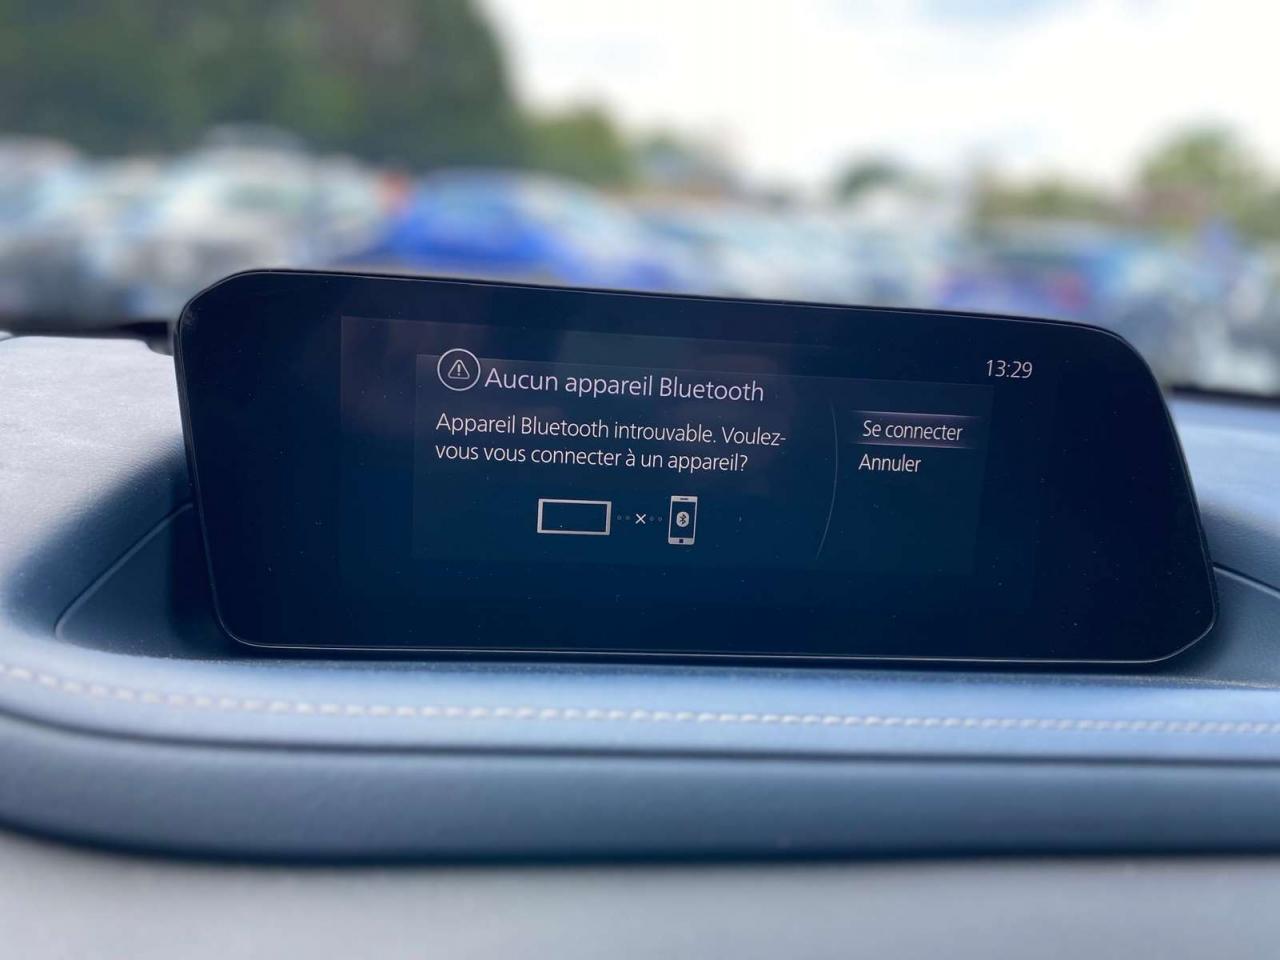 13:29
Aucun appareil Bluetooth
Appareil Bluetooth introuvable. Voulez-
vous vous connecter à un appareil?
Se connecter
Annuler